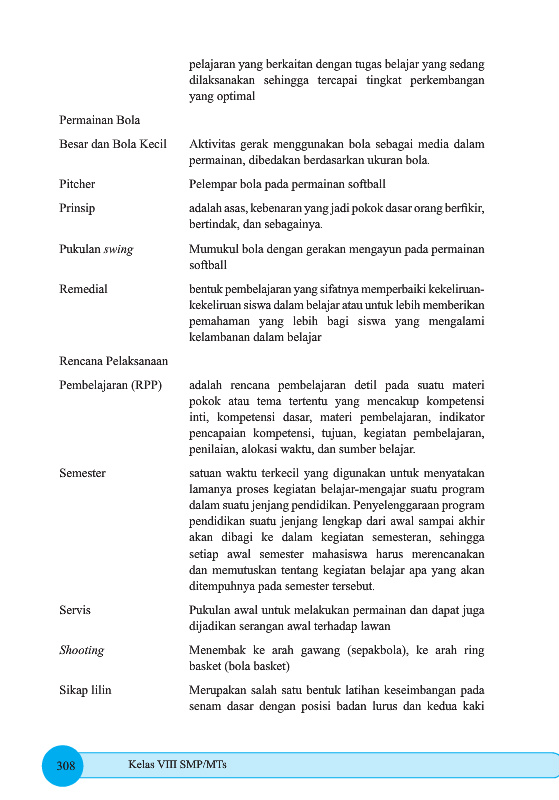 pelajaran yang berkaitan dengan tugas belajar yang sedang
dilaksanakan sehingga tercapai tingkat perkembangan
yang optimal
Permainan Bola
Besar dan Bola Kecil Aktivitas gerak menggunakan bola sebagai media dalam
permainan, dibedakan berdasarkan ukuran bola.
Pitcher Pelempar bola pada permainan softball
Prinsip adalah asas, kebenaran yang jadi pokok dasar orang berfikir,
bertindak, dan sebagainya.
Pukulan swing Mumukul bola dengan gerakan mengayun pada permainan
softball
Remedial bentuk pembelajaran yang sifatnya memperbaiki kekeliruan-
kekeliruan siswa dalam belajar atau untuk lebih memberikan
pemahaman yang lebih bagi siswa yang mengalami
kelambanan dalam belajar
Rencana Pelaksanaan
Pembelajaran (RPP) adalah rencana pembelajaran detil pada suatu materi
pokok atau tema tertentu yang mencakup kompetensi
inti, kompetensi dasar, materi pembelajaran, indikator
pencapaian kompetensi, tujuan, kegiatan pembelajaran,
penilaian, alokasi waktu, dan sumber belajar.
Semester satuan waktu terkecil yang digunakan untuk menyatakan
lamanya proses kegiatan belajar-mengajar suatu program
dalam suatu jenjang pendidikan. Penyelenggaraan program
pendidikan suatu jenjang lengkap dari awal sampai akhir
akan dibagi ke dalam kegiatan semesteran, sehingga
setiap awal semester mahasiswa harus merencanakan
dan memutuskan tentang kegiatan belajar apa yang akan
ditempuhnya pada semester tersebut.
Servis Pukulan awal untuk melakukan permainan dan dapat juga
dijadikan serangan awal terhadap lawan
Shooting Menembak ke arah gawang (sepakbola), ke arah ring
basket (bola basket)
Sikap lilin Merupakan salah satu bentuk latihan keseimbangan pada
senam dasar dengan posisi badan lurus dan kedua kaki
308 Kelas VIII SMP/MTs